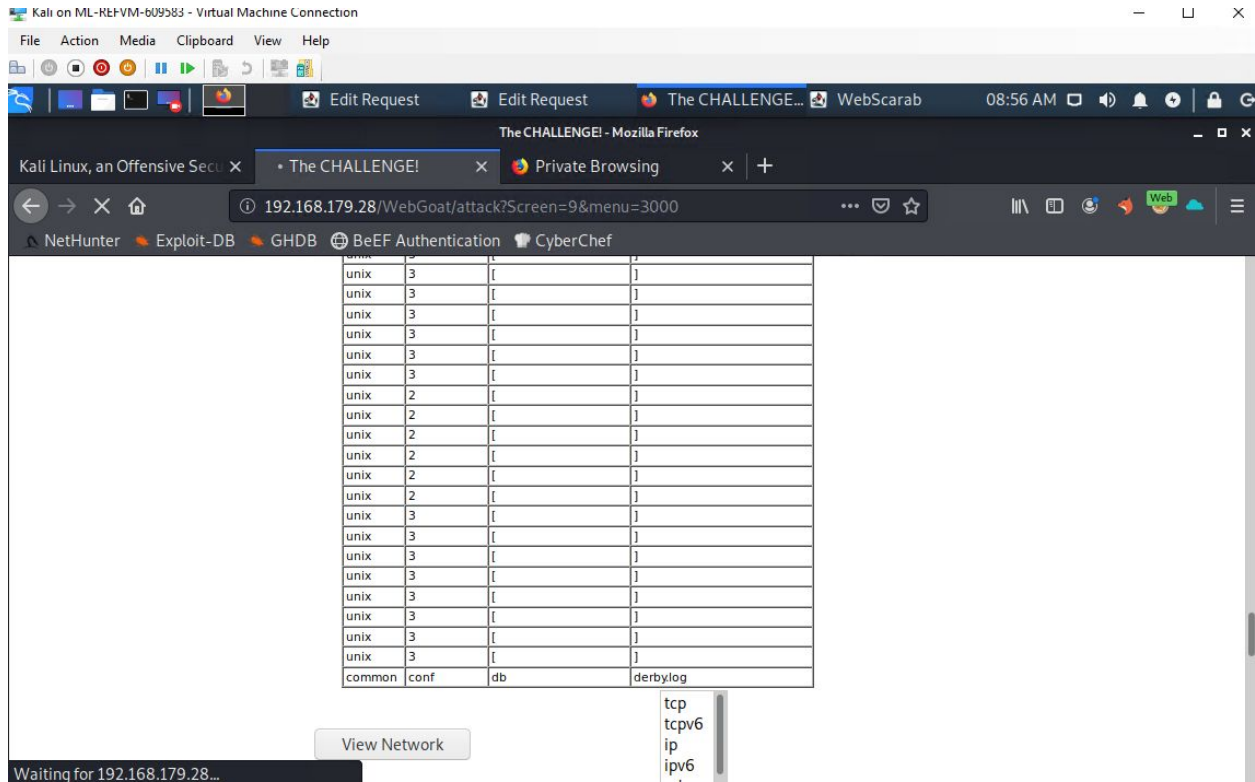 Kali on ML-REFVM-609583 - Virtual Machine Connection
File Action Media Clipboard View Help
Edit Request Edit Request The CHALLENGE... WebScarab 08:56 AM
The CHALLENGE! - Mozilla Firefox
Kali Linux, an Offensive Secu • The CHALLENGE! Private Browsing
192.168.179.28/WebGoat/attack?Screen=9&menu=3000 Web
NetHunter Exploit-DB GHDB BeEF Authentication CyberChef
unix 3 [ ]
unix 3 [ ]
unix 3 [ ]
unix 3 [ ]
unix 3 [ ]
unix 3 [ ]
unix 3 [ ]
unix 2 [ ]
unix 2 [ ]
unix 2 [ ]
unix 2 [ ]
unix 2 [ ]
unix 2 [ ]
unix 3 [ ]
unix 3 [ ]
unix 3 [ ]
unix 3 [ ]
unix 3 [ ]
unix 3 [ ]
unix 3 [ ]
unix 3 [ ]
common conf db derby.log
tcp
tcpv6
View Network
ip
ipv6
Waiting for 192.168.179.28...